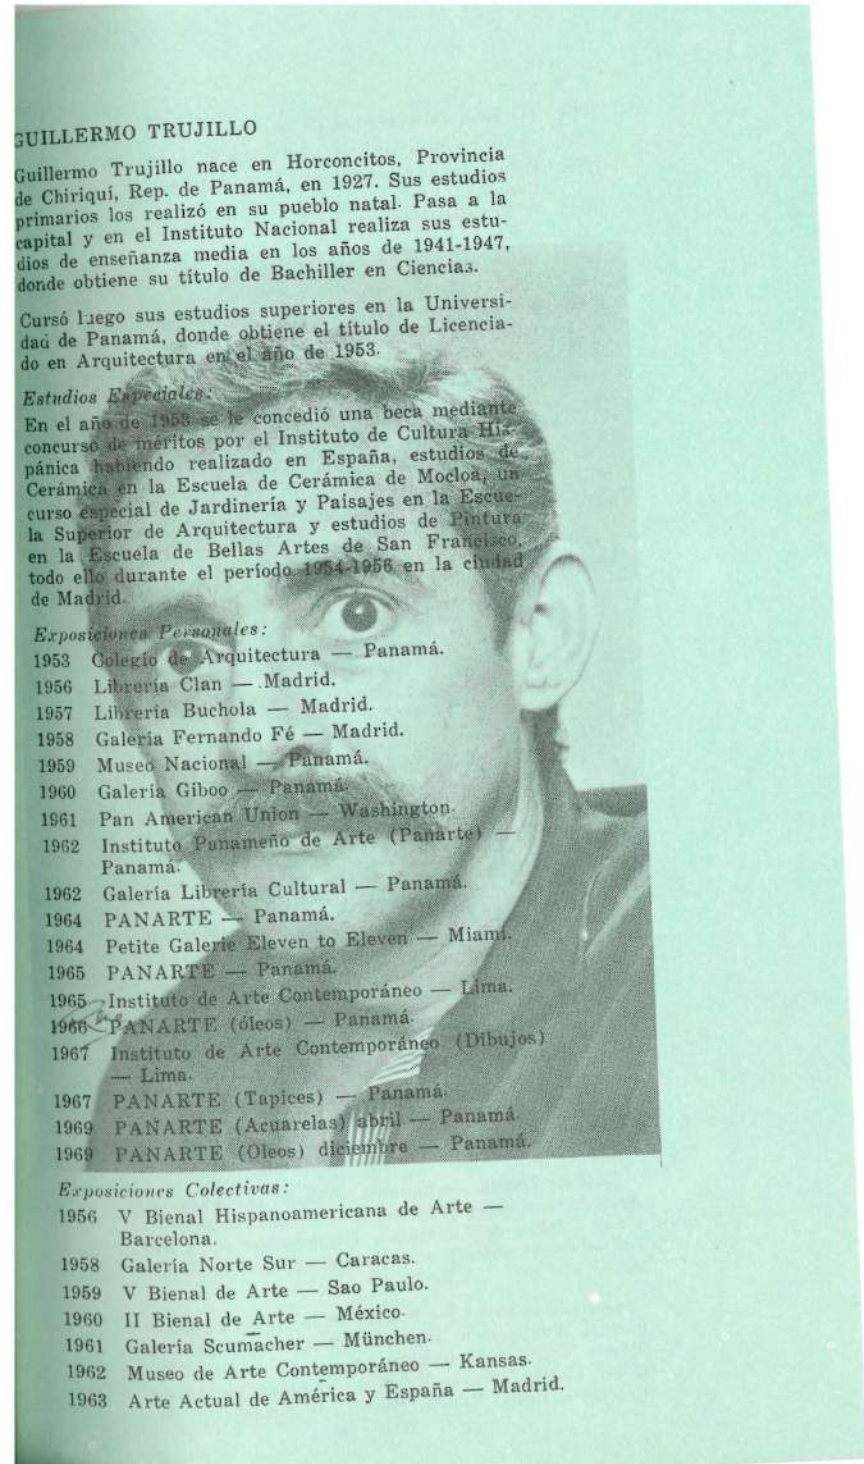 GUILLERMO TRUJILLO
Guillermo Trujillo nace en Horconcitos, Provincia
de Chiriquí, Rep. de Panamá, en 1927. Sus estudios
primarios los realizó en su pueblo natal. Pasa a la
capital y en el Instituto Nacional realiza sus estu-
dios de enseñanza media en los años de 1941-1947,
donde obtiene su título de Bachiller en Ciencias.
Cursó luego sus estudios superiores en la Universi-
dad de Panamá, donde obtiene el título de Licencia-
do en Arquitectura en el año de 1953.
Estudios Especiales:
En el año de 1953 se le concedió una beca mediante
concurso de méritos por el Instituto de Cultura His-
pánica habiendo realizado en España, estudios de
Cerámica en la Escuela de Cerámica de Mocloa, un
curso especial de Jardinería y Paisajes en la Escue-
la Superior de Arquitectura y estudios de Pintura
en la Escuela de Bellas Artes de San Francisco,
todo ello durante el período 1954-1956 en la ciudad
de Madrid.
Exposiciones Personales:
1953 Colegio de Arquitectura — Panamá.
1956 Librería Clan — Madrid.
1957 Librería Buchola — Madrid.
1958 Galería Fernando Fé — Madrid.
1959 Museo Nacional — Panamá.
1960 Galería Giboo — Panamá.
1961 Pan American Union — Washington.
1962 Instituto Panameño de Arte (Panarte) —
Panamá.
1962 Galería Librería Cultural — Panamá.
1964 PANARTE — Panamá.
1964 Petite Galerie Eleven to Eleven — Miami.
1965 PANARTE — Panamá.
1965 Instituto de Arte Contemporáneo — Lima.
1966 PANARTE (óleos) — Panamá.
1967 Instituto de Arte Contemporáneo (Dibujos)
— Lima.
1967 PANARTE (Tapices) — Panamá.
1969 PANARTE (Acuarelas) abril — Panamá.
1969 PANARTE (Oleos) diciembre — Panamá.
Exposiciones Colectivas:
1956 V Bienal Hispanoamericana de Arte —
Barcelona.
1958 Galería Norte Sur — Caracas.
1959 V Bienal de Arte — Sao Paulo.
1960 II Bienal de Arte — México.
1961 Galería Scumacher — München.
1962 Museo de Arte Contemporáneo — Kansas.
1963 Arte Actual de América y España — Madrid.